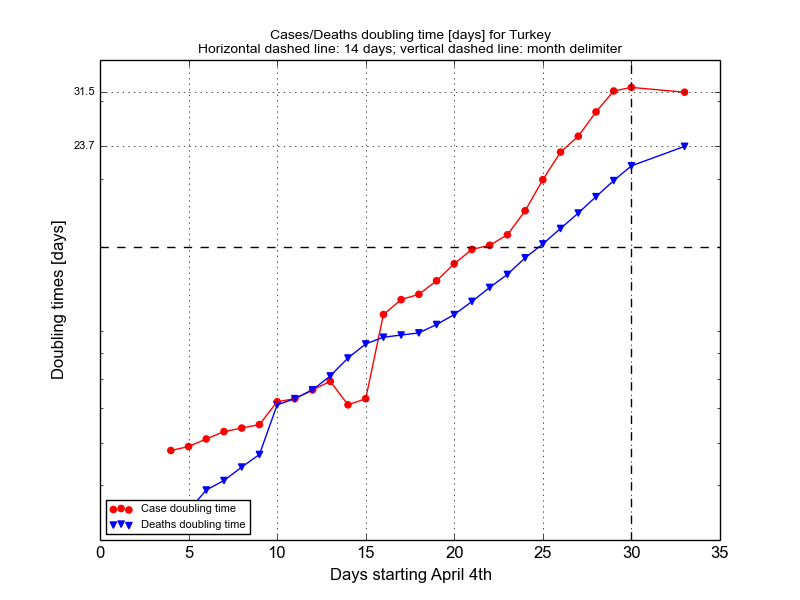 Cases/Deaths doubling time [days] for Turkey
Horizontal dashed line: 14 days; vertical dashed line: month delimiter
31.5
23.7
Doubling times [days]
Case doubling time
Deaths doubling time
0 5 10 15 20 25 30 35
Days starting April 4th